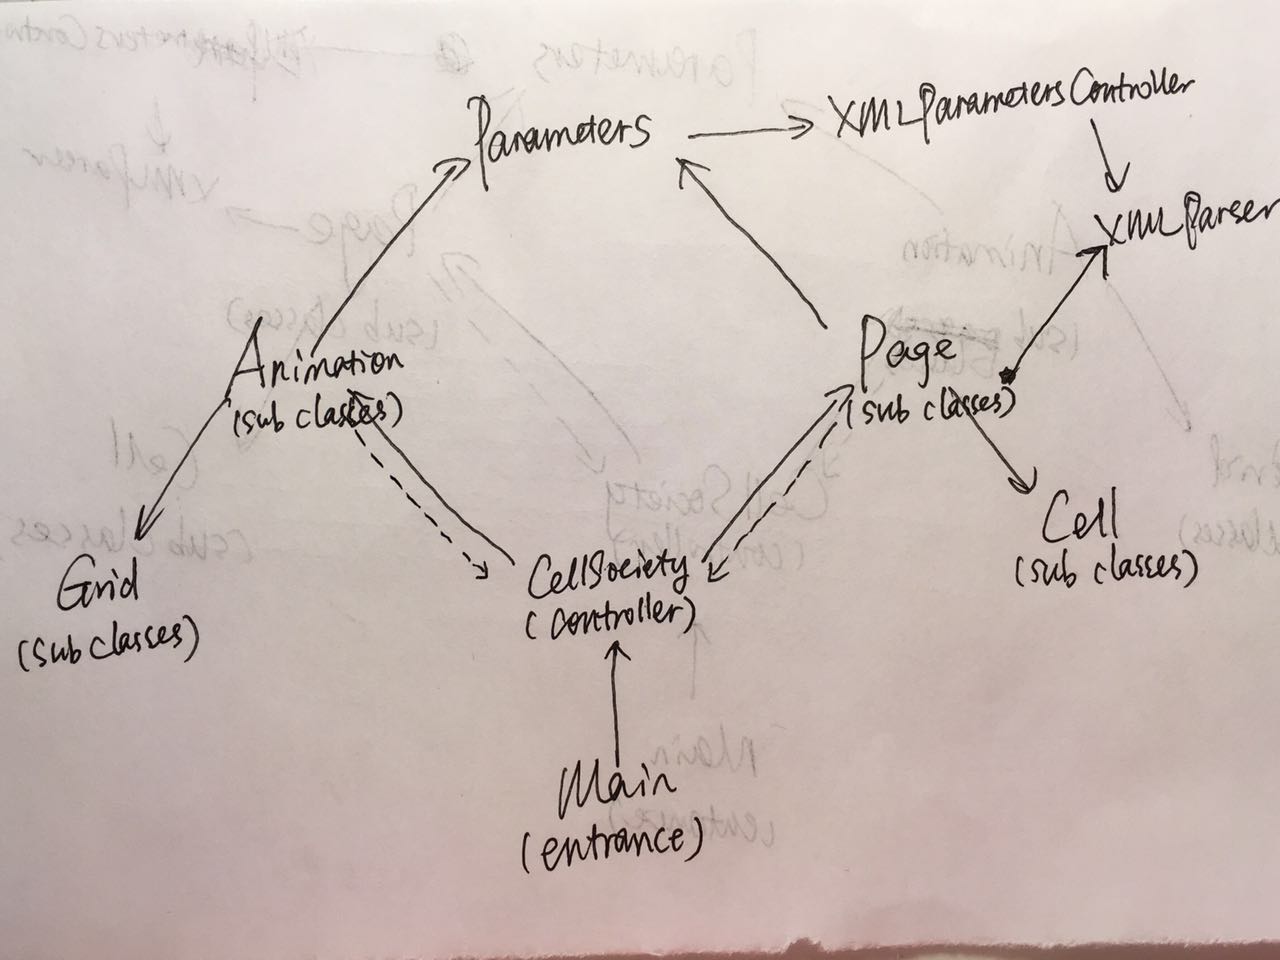 Parameters
XMLParametersController
XMLParser
Animation
(sub classes)
Page
(sub classes)
Grid
(sub classes)
CellSociety
(controller)
Cell
(sub classes)
Main
(entrance)